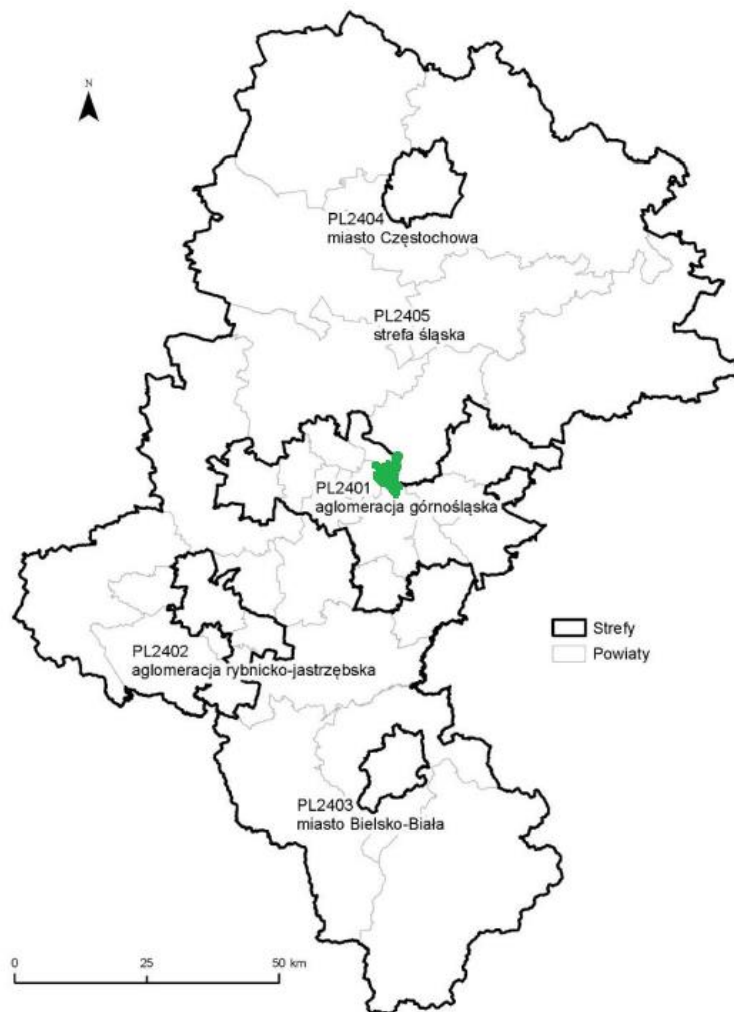 N
PL2404
miasto Częstochowa
PL2405
strefa śląska
PL2401
aglomeracja górnośląska
Strefy
Powiaty
PL2402
aglomeracja rybnicko-jastrzębska
PL2403
miasto Bielsko-Biała
0 25 50 km